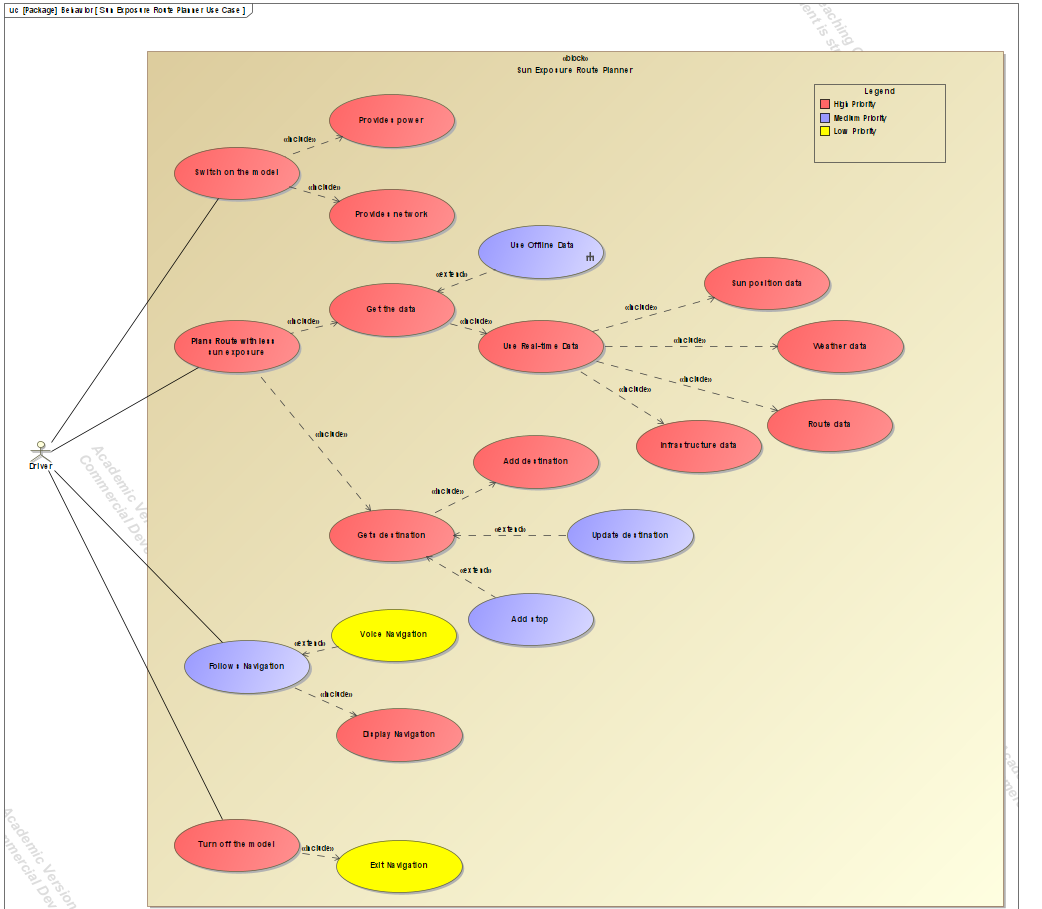 uc [Package] Behavior [ Sun Exposure Route Planner Use Case ]
«block»
Sun Exposure Route Planner
Legend
High Priority
Medium Priority
Low Priority
Provides power
«include»
Switch on the model
«include»
Provides network
Use Offline Data
«extend»
Sun position data
Get the data
«include»
«include»
«include»
Plans Route with less
sun exposure
Use Real-time Data
«include»
Weather data
«include»
«include»
Route data
Infrastructure data
«include»
Driver
Add destination
«include»
Gets destination
«extend»
Update destination
«extend»
Add stop
Voice Navigation
«extend»
Follows Navigation
«include»
Display Navigation
Turn off the model
«include»
Exit Navigation
Academic Version
Commercial Deve
Academic Version
mmercial Dev